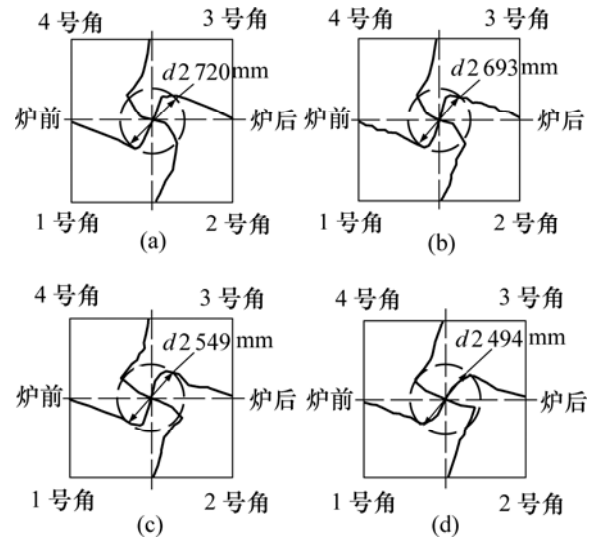 4 号角 3 号角
d2 720 mm
炉前 炉后
1 号角 2 号角
(a)
4 号角 3 号角
d2 693 mm
炉前 炉后
1 号角 2 号角
(b)
4 号角 3 号角
d2 549 mm
炉前 炉后
1 号角 2 号角
(c)
4 号角 3 号角
d2 494 mm
炉前 炉后
1 号角 2 号角
(d)